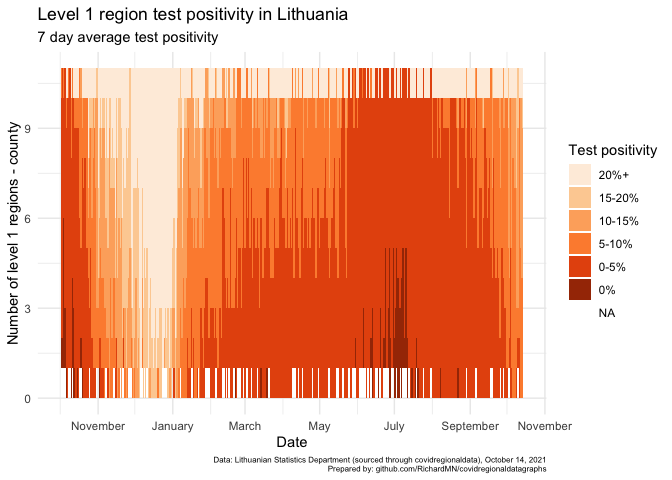 Level 1 region test positivity in Lithuania
7 day average test positivity
Number of level 1 regions - county
9
6
3
0
November
January
March
May
July
September
November
Date
Test positivity
20%+
15-20%
10-15%
5-10%
0-5%
0%
NA
Data: Lithuanian Statistics Department (sourced through covidregionaldata), October 14, 2021
Prepared by: github.com/RichardMN/covidregionaldatagraphs